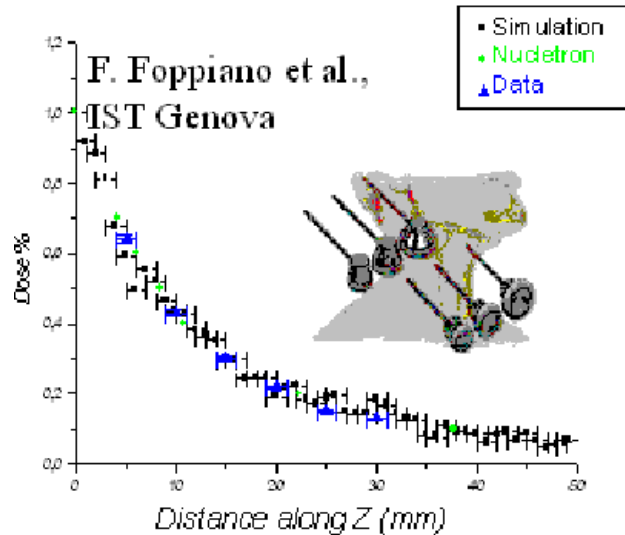 Simulation
Nucletron
Data
F. Foppiano et al.,
IST Genova
1,2
1,0
0,8
0,6
0,4
0,2
0,0
Dose%
0 10 20 30 40 50
Distance along Z (mm)